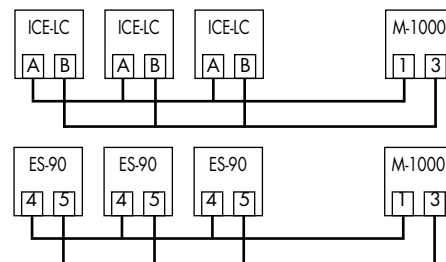 ICE-LC ICE-LC ICE-LC M-1000
A B A B A B 1 3
ES-90 ES-90 ES-90 M-1000
4 5 4 5 4 5 1 3